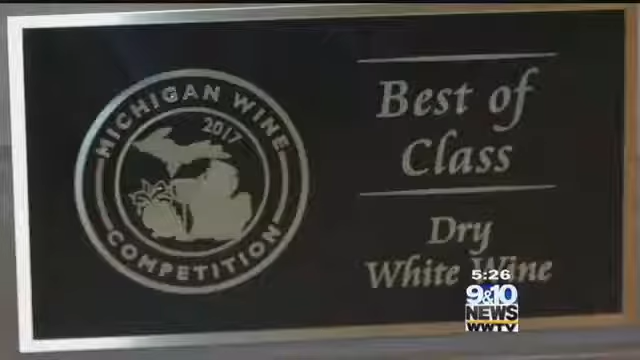 MICHIGAN WINE
2017
COMPETITION
Best of
Class
Dry
White Wine
5:26
9&10
NEWS
WWTV